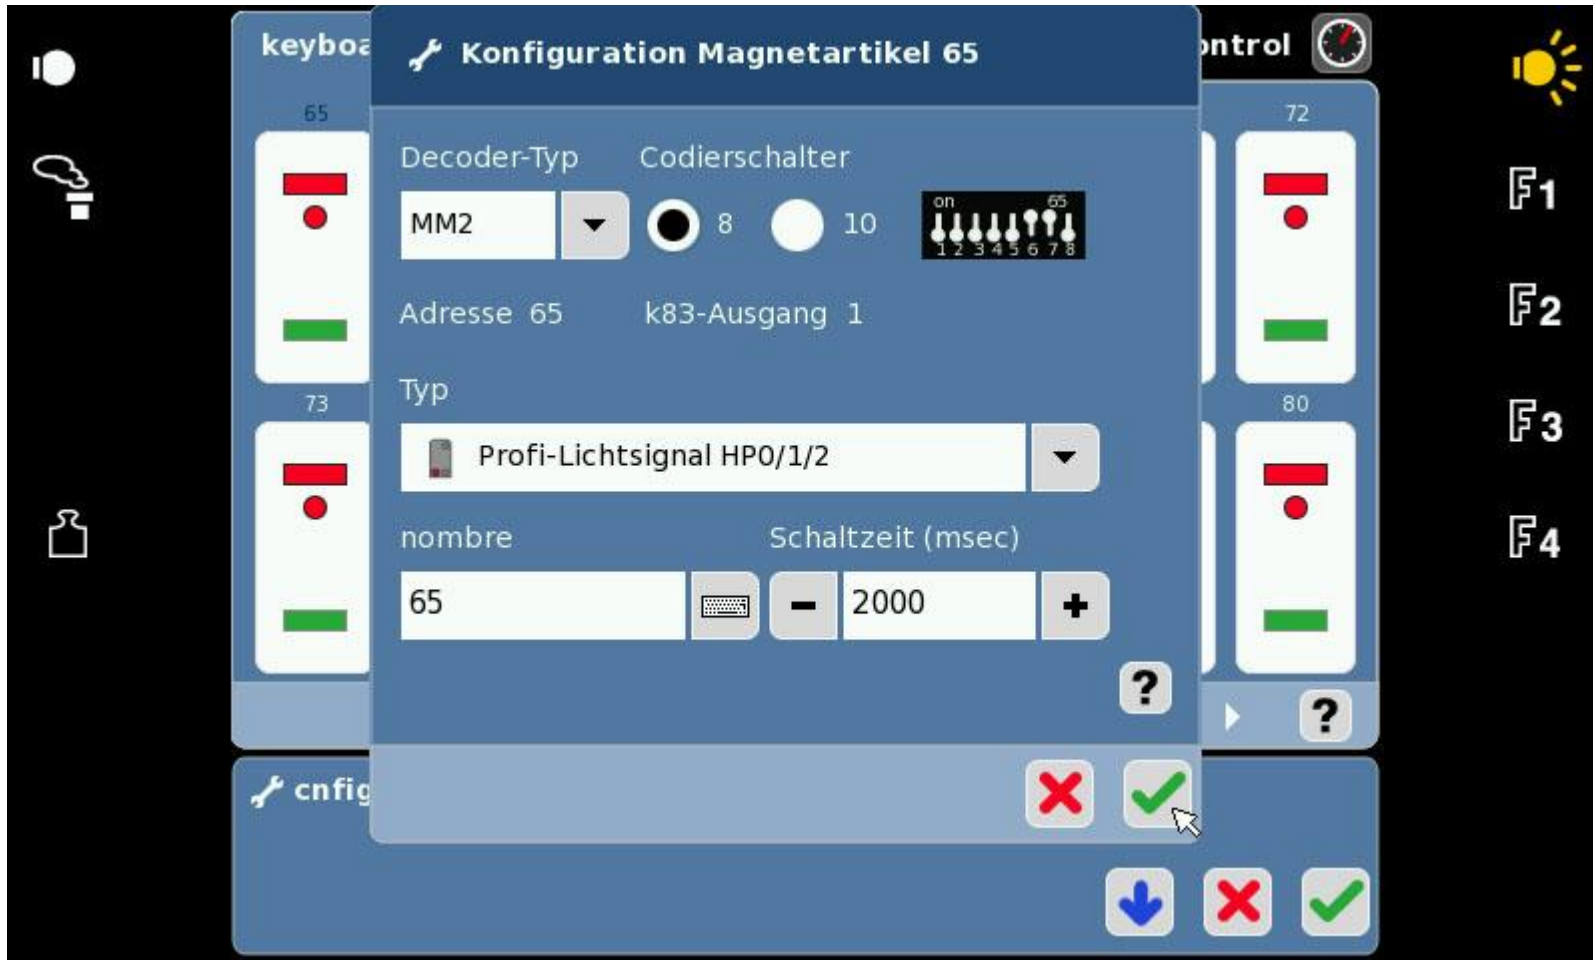 keyboa
ontrol
Konfiguration Magnetartikel 65
65
72
73
80
Decoder-Typ
Codierschalter
MM2
8
10
on 65
1 2 3 4 5 6 7 8
Adresse 65
k83-Ausgang 1
Typ
Profi-Lichtsignal HP0/1/2
nombre
Schaltzeit (msec)
65
2000
?
?
cnfig
F1
F2
F3
F4